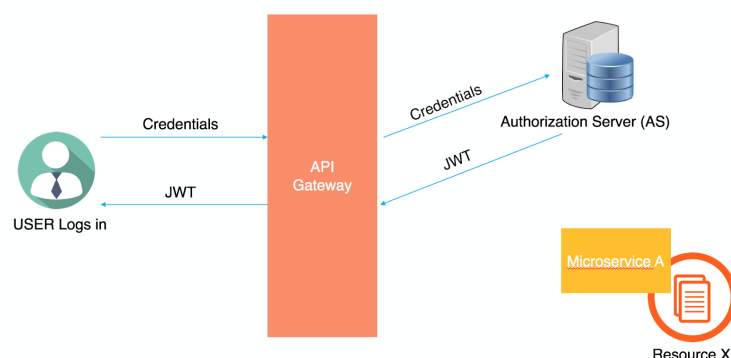 Credentials
Credentials
Authorization Server (AS)
API
Gateway
JWT
JWT
USER Logs in
Microservice A
Resource X